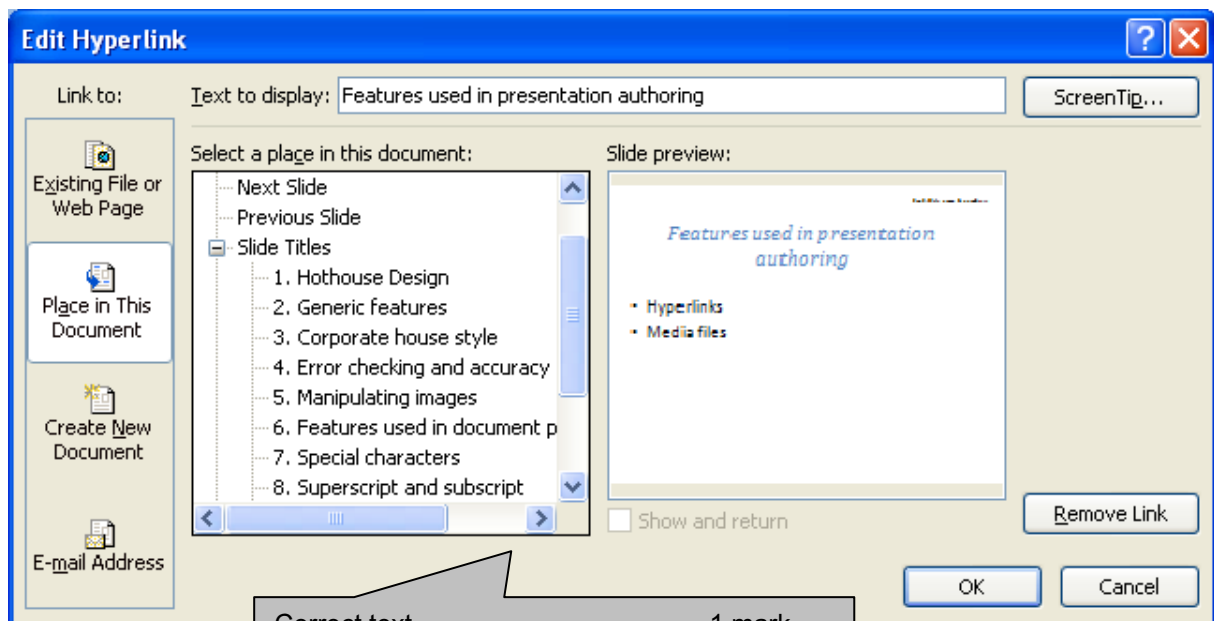 Edit Hyperlink
Link to:
Text to display: Features used in presentation authoring
ScreenTip...
Existing File or
Web Page
Place in This
Document
Create New
Document
E-mail Address
Select a place in this document:
Next Slide
Previous Slide
Slide Titles
1. Hothouse Design
2. Generic features
3. Corporate house style
4. Error checking and accuracy
5. Manipulating images
6. Features used in document p
7. Special characters
8. Superscript and subscript
Slide preview:
Features used in presentation
authoring
• Hyperlinks
• Media files
Show and return
Remove Link
OK
Cancel
Correct text 1 mark